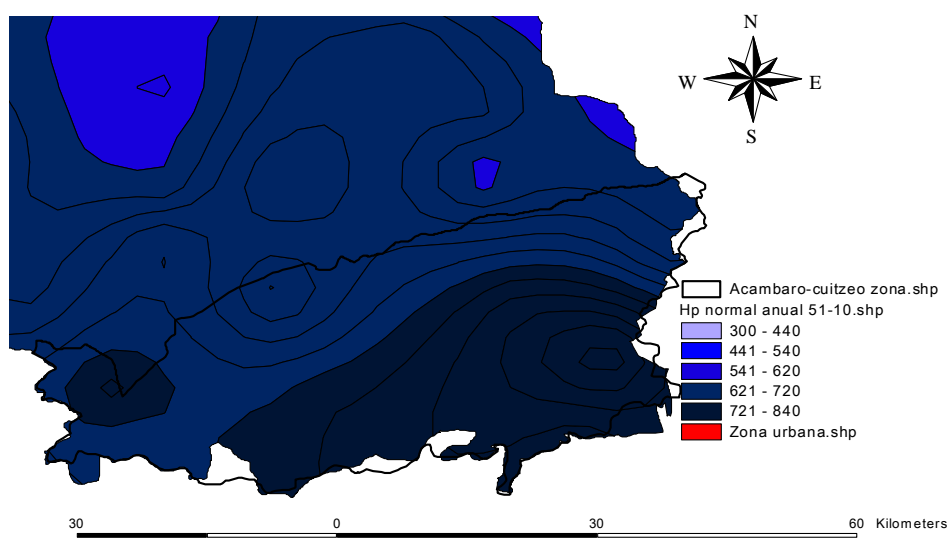 N
W E
S
Acambaro-cuitzeo zona.shp
Hp normal anual 51-10.shp
300 - 440
441 - 540
541 - 620
621 - 720
721 - 840
Zona urbana.shp
30 0 30 60 Kilometers